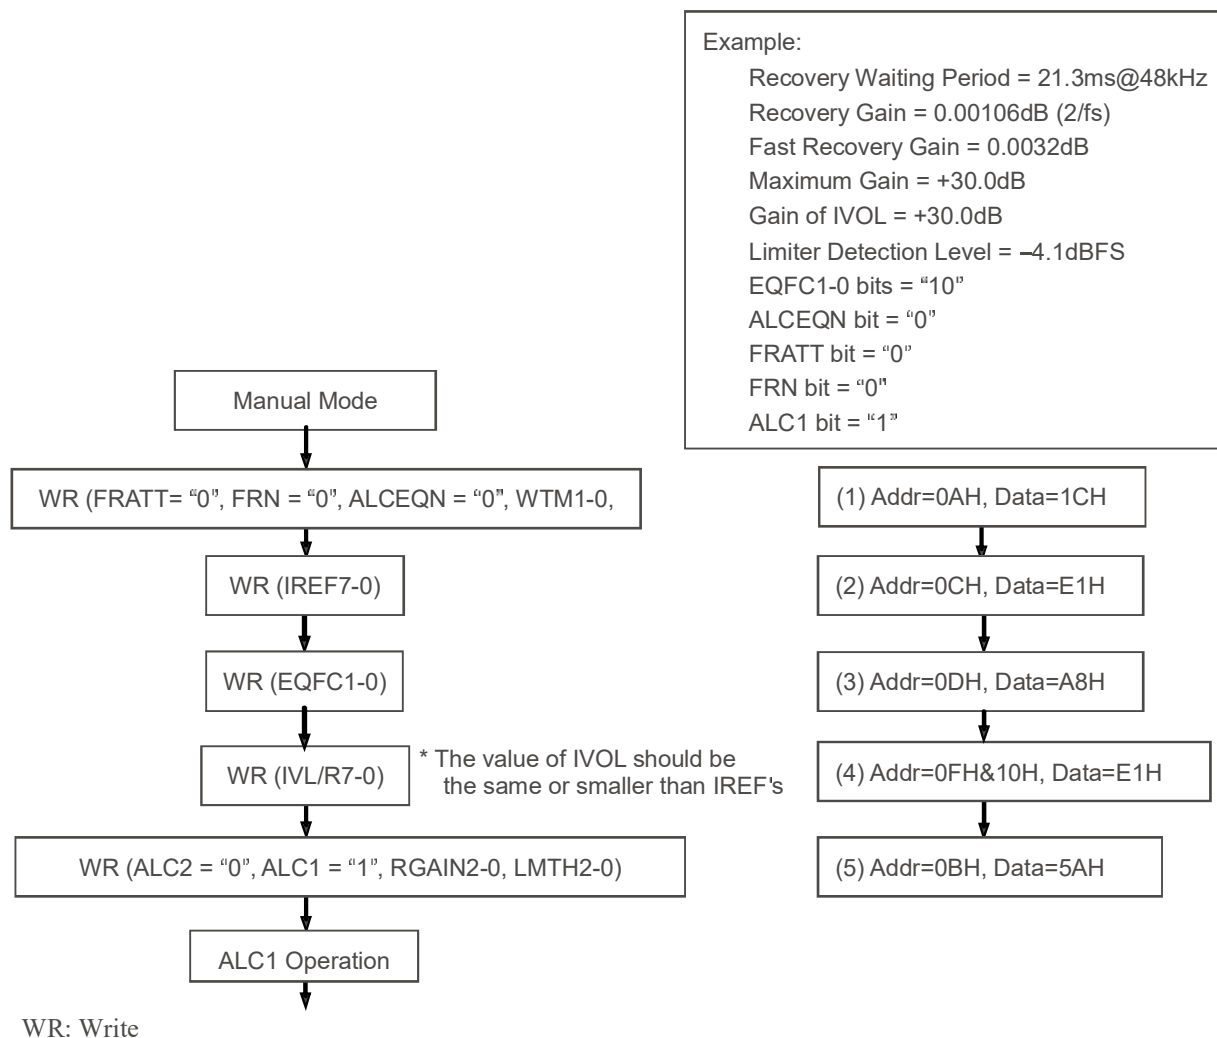 Example:
Recovery Waiting Period = 21.3ms@48kHz
Recovery Gain = 0.00106dB (2/fs)
Fast Recovery Gain = 0.0032dB
Maximum Gain = +30.0dB
Gain of IVOL = +30.0dB
Limiter Detection Level = –4.1dBFS
EQFC1-0 bits = “10”
ALCEQN bit = “0”
FRATT bit = “0”
FRN bit = “0”
ALC1 bit = “1”
Manual Mode
WR (FRATT= “0”, FRN = “0”, ALCEQN = “0”, WTM1-0,
(1) Addr=0AH, Data=1CH
WR (IREF7-0)
(2) Addr=0CH, Data=E1H
WR (EQFC1-0)
(3) Addr=0DH, Data=A8H
WR (IVL/R7-0)
* The value of IVOL should be
the same or smaller than IREF's
(4) Addr=0FH&10H, Data=E1H
WR (ALC2 = “0”, ALC1 = “1”, RGAIN2-0, LMTH2-0)
(5) Addr=0BH, Data=5AH
ALC1 Operation
WR: Write